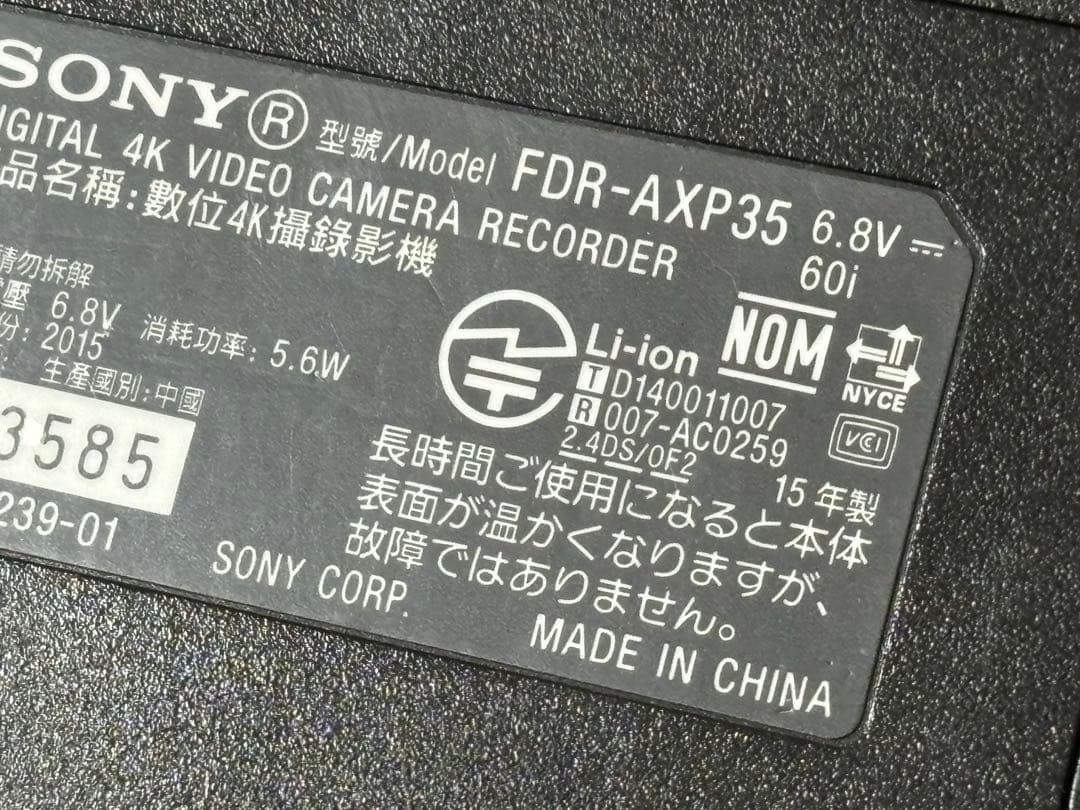 SONY®
型號/Model FDR-AXP35 6.8V
DIGITAL 4K VIDEO CAMERA RECORDER 60i
品名稱:數位4K攝錄影機
請勿拆解
電壓 6.8V
份: 2015
消耗功率: 5.6W
生產國別:中國
3585
239-01
Li-ion
T D140011007
R 007-AC0259
2.4DS/OF2
NOM
NYCE
VCCI
15年製
長時間ご使用になると本体
表面が温かくなりますが、
故障ではありません。
SONY CORP.
MADE IN CHINA